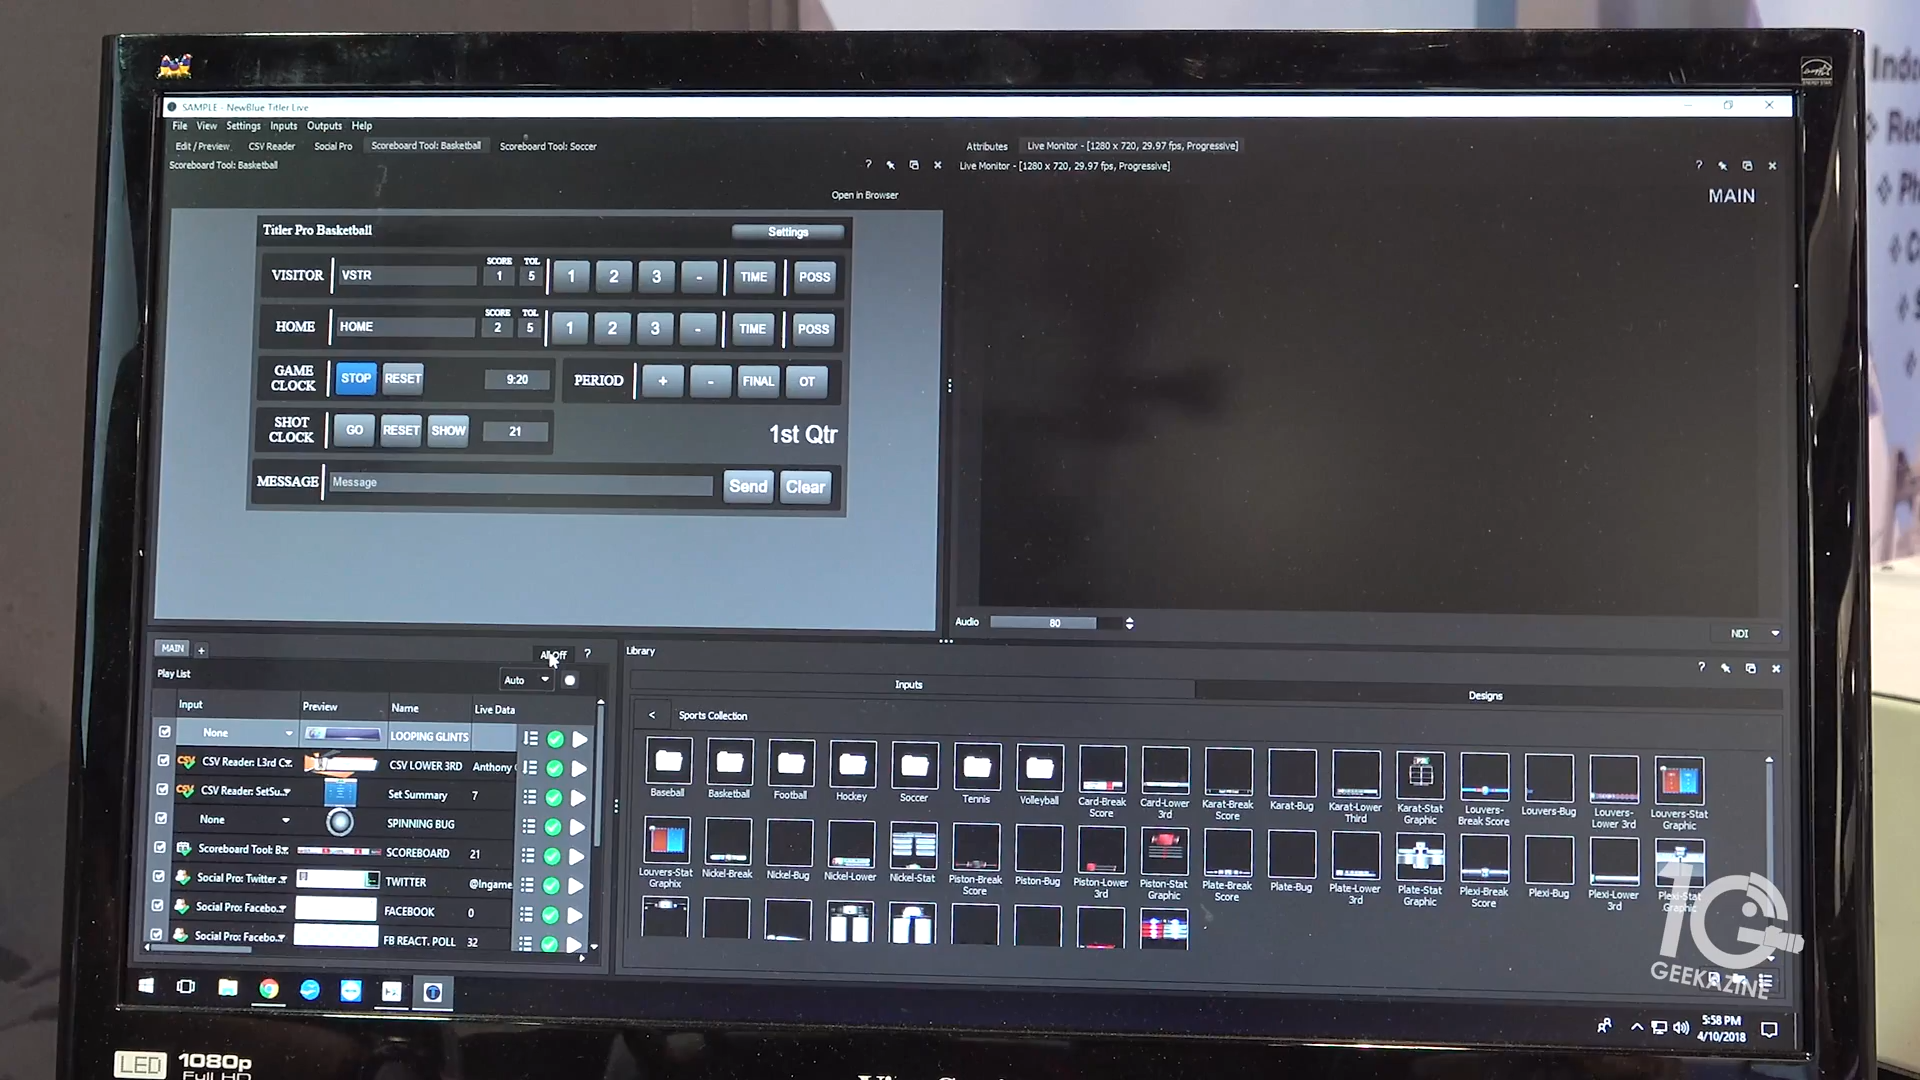 SAMPLE - NewBlue Titler Live
File View Settings Inputs Outputs Help
Edit / Preview CSV Reader Social Pro Scoreboard Tool: Basketball Scoreboard Tool: Soccer
Attributes Live Monitor - [1280 x 720, 29.97 fps, Progressive]
Scoreboard Tool: Basketball ?
Live Monitor - [1280 x 720, 29.97 fps, Progressive] ?
Open in Browser
MAIN
Titler Pro Basketball Settings
SCORE TOL
VISITOR VSTR 1 5 1 2 3 - TIME POSS
SCORE TOL
HOME HOME 2 5 1 2 3 - TIME POSS
GAME CLOCK STOP RESET 9:20 PERIOD + - FINAL OT
SHOT CLOCK GO RESET SHOW 21 1st Qtr
MESSAGE Message Send Clear
Audio 80
NDI
MAIN + All Off ?
Play List Auto
Input Preview Name Live Data
None LOOPING GLINTS
CSV Reader: L3rd C... CSV LOWER 3RD Anthony
CSV Reader: SetSu... Set Summary 7
None SPINNING BUG
Scoreboard Tool: B... SCOREBOARD 21
Social Pro: Twitter TWITTER @Ingame
Social Pro: Facebo... FACEBOOK 0
Social Pro: Facebo... FB REACT. POLL 32
Library
?
Inputs Designs
< Sports Collection
Baseball Basketball Football Hockey Soccer Tennis Volleyball Card-Break Score Card-Lower 3rd Karat-Break Score Karat-Bug Karat-Lower Third Karat-Stat Graphic Louvers-Break Score Louvers-Bug Louvers-Lower 3rd Louvers-Stat Graphic
Louvers-Stat Graphix Nickel-Break Nickel-Bug Nickel-Lower Nickel-Stat Piston-Break Score Piston-Bug Piston-Lower 3rd Piston-Stat Graphic Plate-Break Score Plate-Bug Plate-Lower 3rd Plate-Stat Graphic Plexi-Break Score Plexi-Bug Plexi-Lower 3rd Plexi-Stat Graphic
GEEKAZINE
5:58 PM
4/10/2018
LED 1080p
Full HD